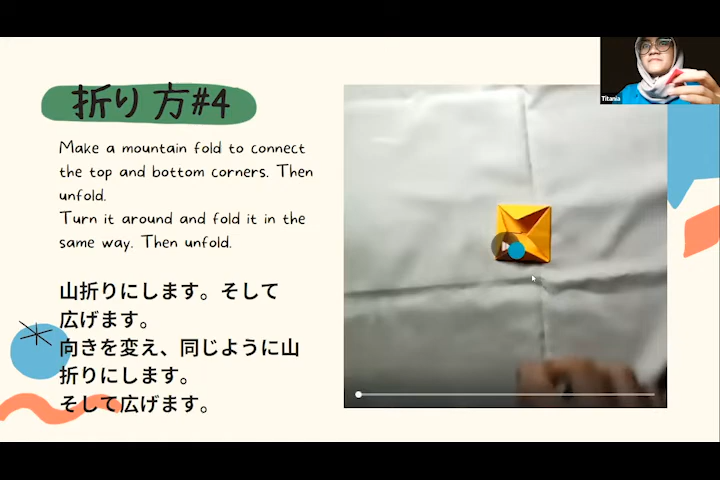 折り方#4
Make a mountain fold to connect
the top and bottom corners. Then
unfold.
Turn it around and fold it in the
same way. Then unfold.
山折りにします。そして
広げます。
向きを変え、同じように山
折りにします。
そして広げます。
Titania